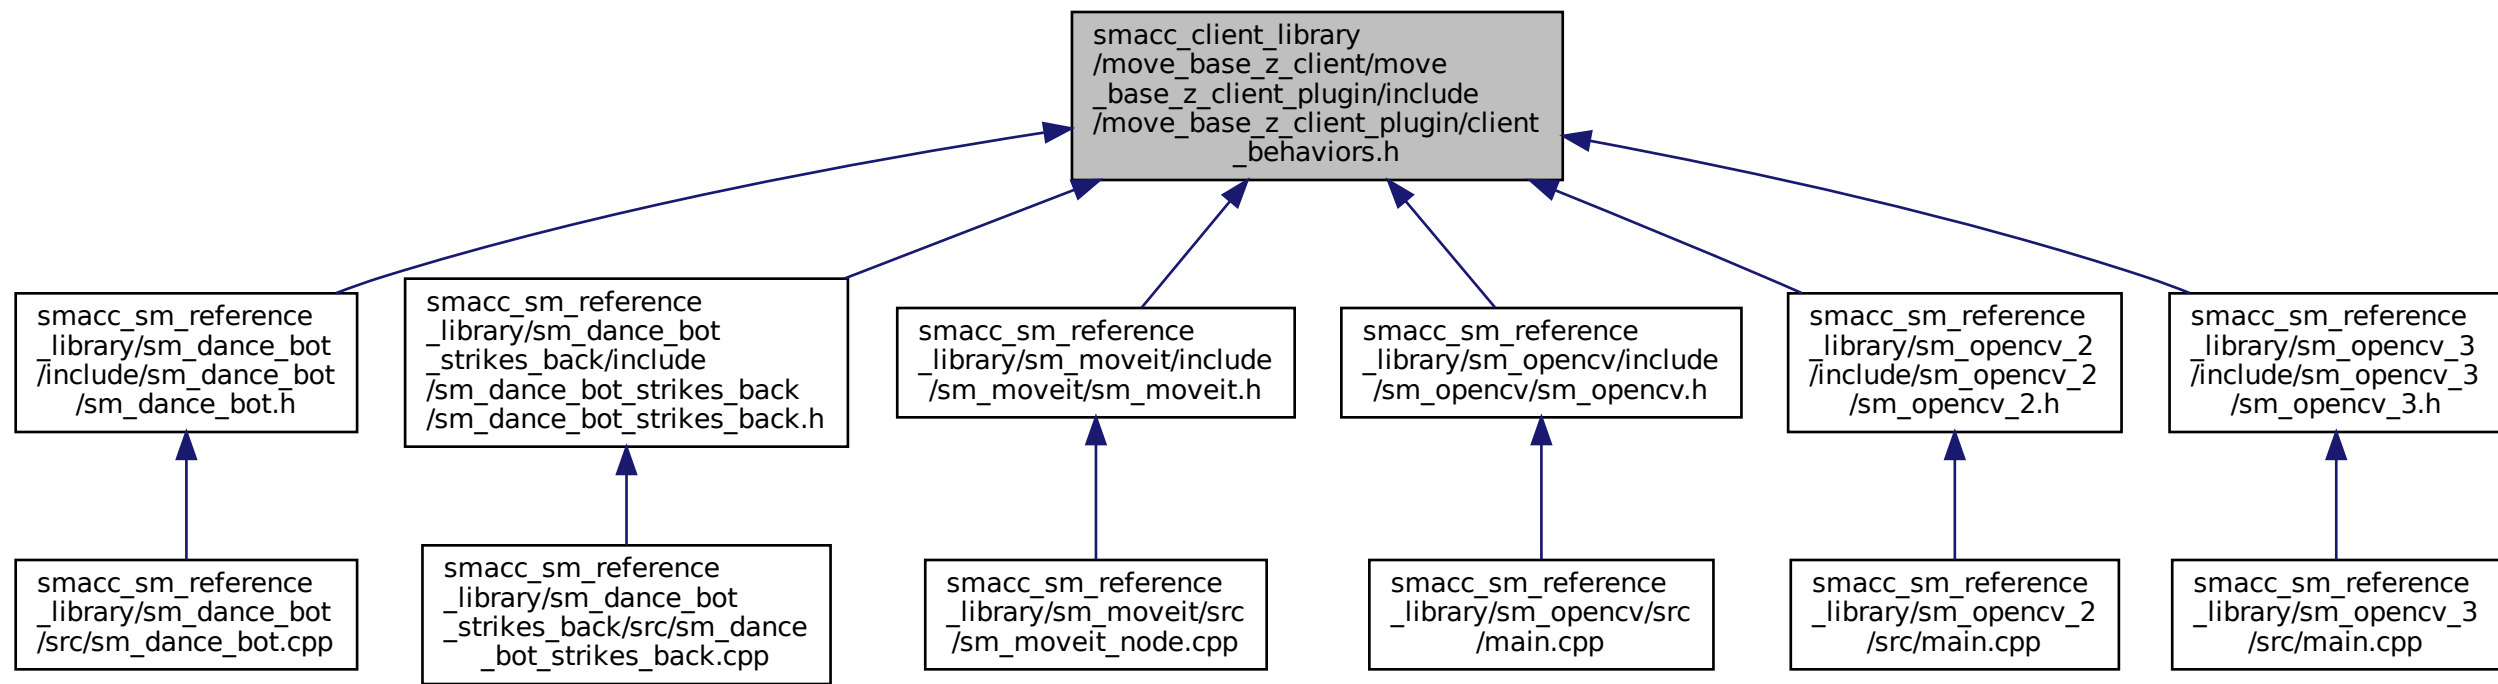 smacc_client_library
/move_base_z_client/move
_base_z_client_plugin/include
/move_base_z_client_plugin/client
_behaviors.h
smacc_sm_reference
_library/sm_dance_bot
/include/sm_dance_bot
/sm_dance_bot.h
smacc_sm_reference
_library/sm_dance_bot
_strikes_back/include
/sm_dance_bot_strikes_back
/sm_dance_bot_strikes_back.h
smacc_sm_reference
_library/sm_moveit/include
/sm_moveit/sm_moveit.h
smacc_sm_reference
_library/sm_opencv/include
/sm_opencv/sm_opencv.h
smacc_sm_reference
_library/sm_opencv_2
/include/sm_opencv_2
/sm_opencv_2.h
smacc_sm_reference
_library/sm_opencv_3
/include/sm_opencv_3
/sm_opencv_3.h
smacc_sm_reference
_library/sm_dance_bot
/src/sm_dance_bot.cpp
smacc_sm_reference
_library/sm_dance_bot
_strikes_back/src/sm_dance
_bot_strikes_back.cpp
smacc_sm_reference
_library/sm_moveit/src
/sm_moveit_node.cpp
smacc_sm_reference
_library/sm_opencv/src
/main.cpp
smacc_sm_reference
_library/sm_opencv_2
/src/main.cpp
smacc_sm_reference
_library/sm_opencv_3
/src/main.cpp